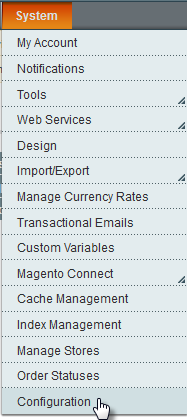 System
My Account
Notifications
Tools
Web Services
Design
Import/Export
Manage Currency Rates
Transactional Emails
Custom Variables
Magento Connect
Cache Management
Index Management
Manage Stores
Order Statuses
Configuration